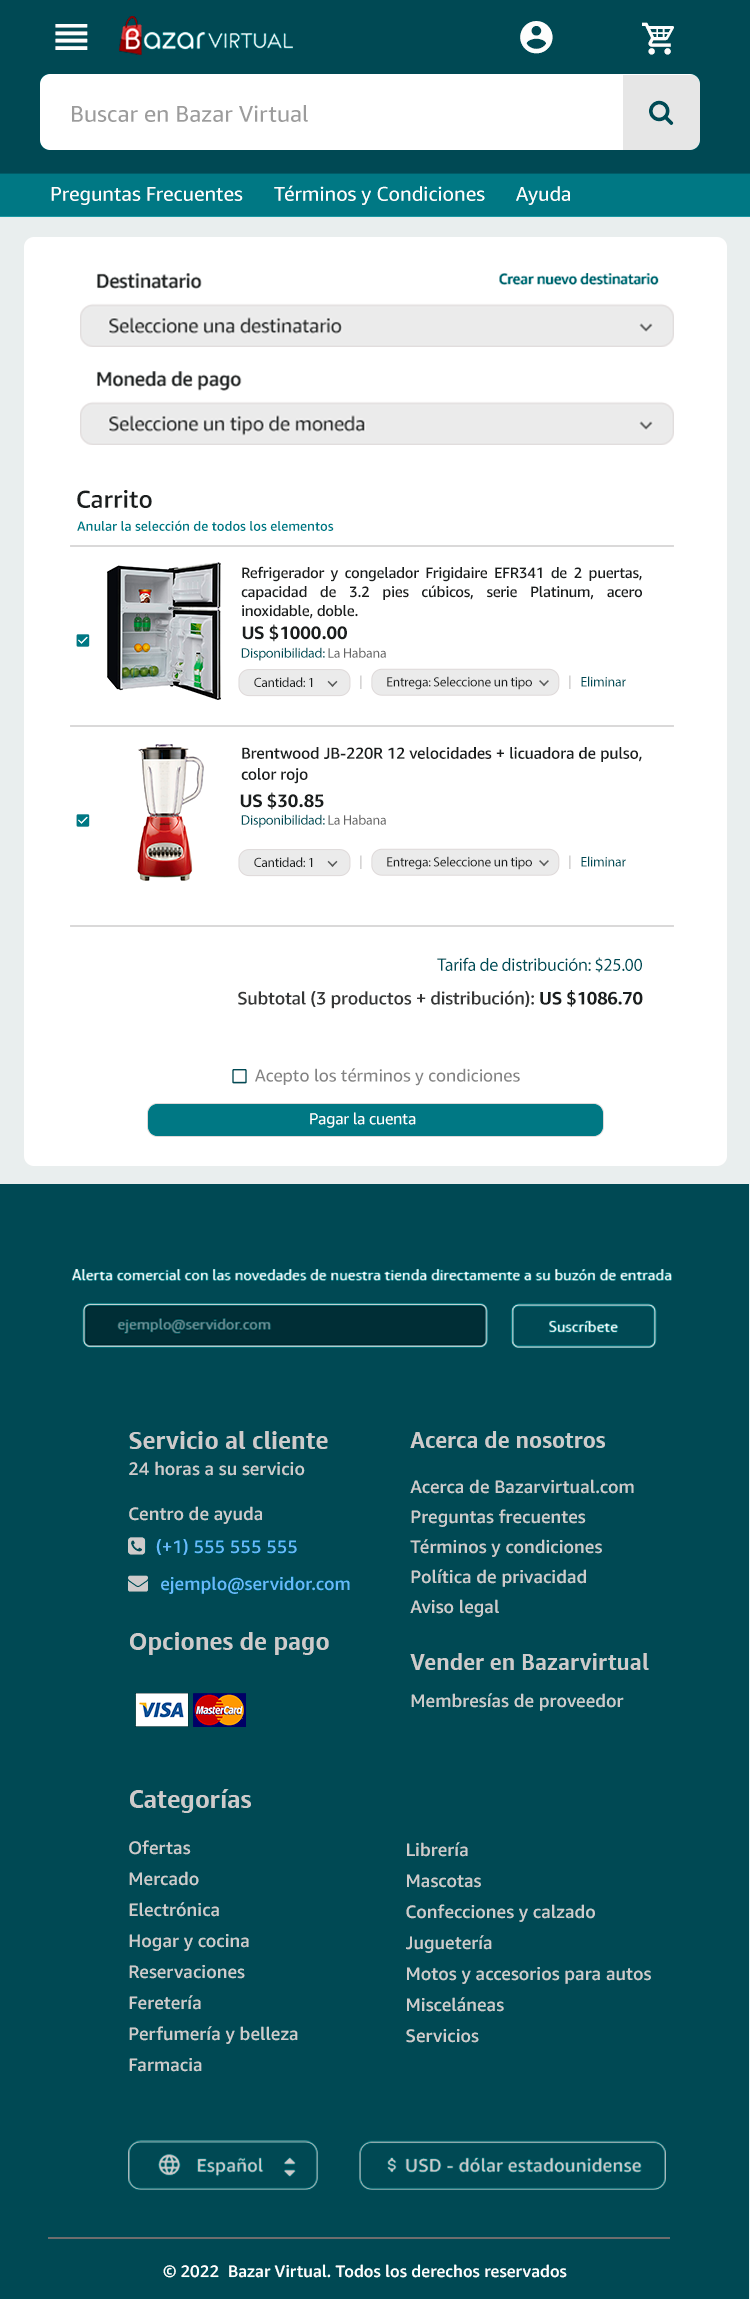 Bazar VIRTUAL
Buscar en Bazar Virtual
Preguntas Frecuentes Términos y Condiciones Ayuda
Destinatario
Crear nuevo destinatario
Seleccione una destinatario
Moneda de pago
Seleccione un tipo de moneda
Carrito
Anular la selección de todos los elementos
Refrigerador y congelador Frigidaire EFR341 de 2 puertas,
capacidad de 3.2 pies cúbicos, serie Platinum, acero
inoxidable, doble.
US $1000.00
Disponibilidad: La Habana
Cantidad: 1 | Entrega: Seleccione un tipo | Eliminar
Brentwood JB-220R 12 velocidades + licuadora de pulso,
color rojo
US $30.85
Disponibilidad: La Habana
Cantidad: 1 | Entrega: Seleccione un tipo | Eliminar
Tarifa de distribución: $25.00
Subtotal (3 productos + distribución): US $1086.70
Acepto los términos y condiciones
Pagar la cuenta
Alerta comercial con las novedades de nuestra tienda directamente a su buzón de entrada
ejemplo@servidor.com
Suscríbete
Servicio al cliente
24 horas a su servicio
Centro de ayuda
(+1) 555 555 555
ejemplo@servidor.com
Opciones de pago
VISA MasterCard
Acerca de nosotros
Acerca de Bazarvirtual.com
Preguntas frecuentes
Términos y condiciones
Política de privacidad
Aviso legal
Vender en Bazarvirtual
Membresías de proveedor
Categorías
Ofertas
Mercado
Electrónica
Hogar y cocina
Reservaciones
Feretería
Perfumería y belleza
Farmacia
Librería
Mascotas
Confecciones y calzado
Juguetería
Motos y accesorios para autos
Misceláneas
Servicios
Español
$ USD - dólar estadounidense
© 2022 Bazar Virtual. Todos los derechos reservados